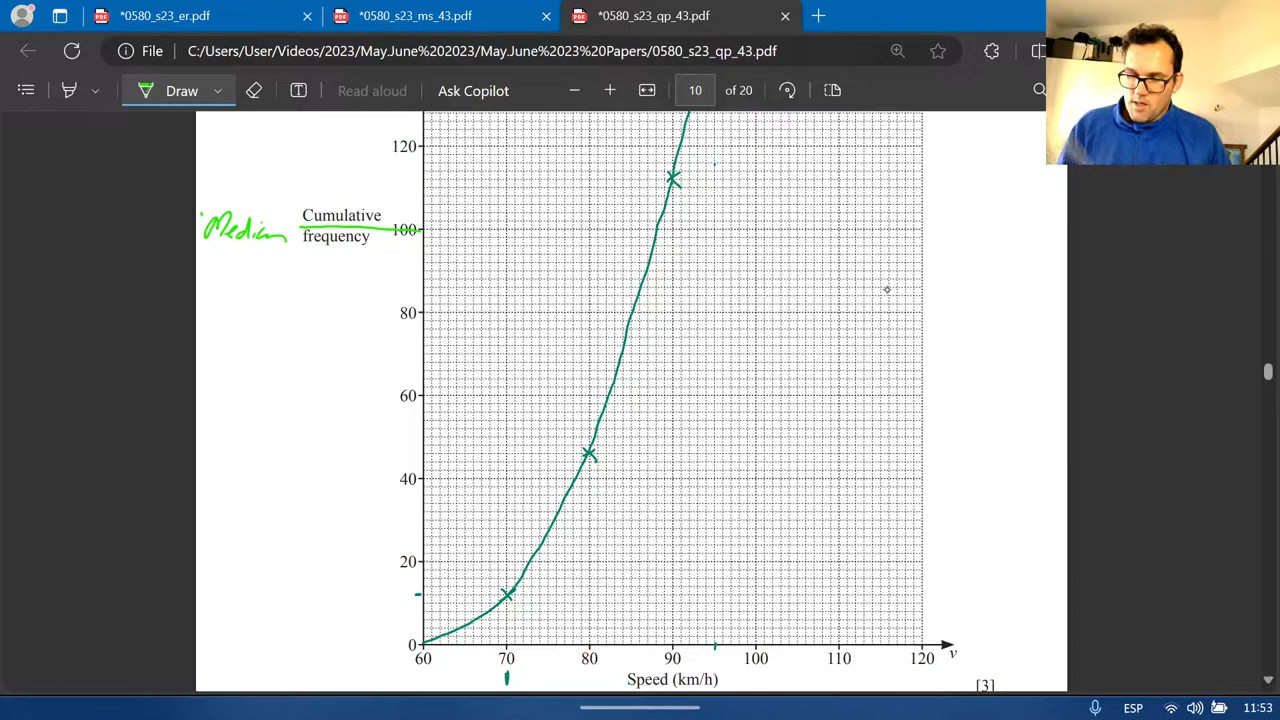 *0580_s23_er.pdf
*0580_s23_ms_43.pdf
*0580_s23_qp_43.pdf
File
C:/Users/User/Videos/2023/May.June%202023/May.June%2023%20Papers/0580_s23_qp_43.pdf
Draw
Read aloud
Ask Copilot
10
of 20
120
Median
Cumulative
frequency
100
80
60
40
20
0
60 70 80 90 100 110 120
v
Speed (km/h)
[3]
ESP
11:53